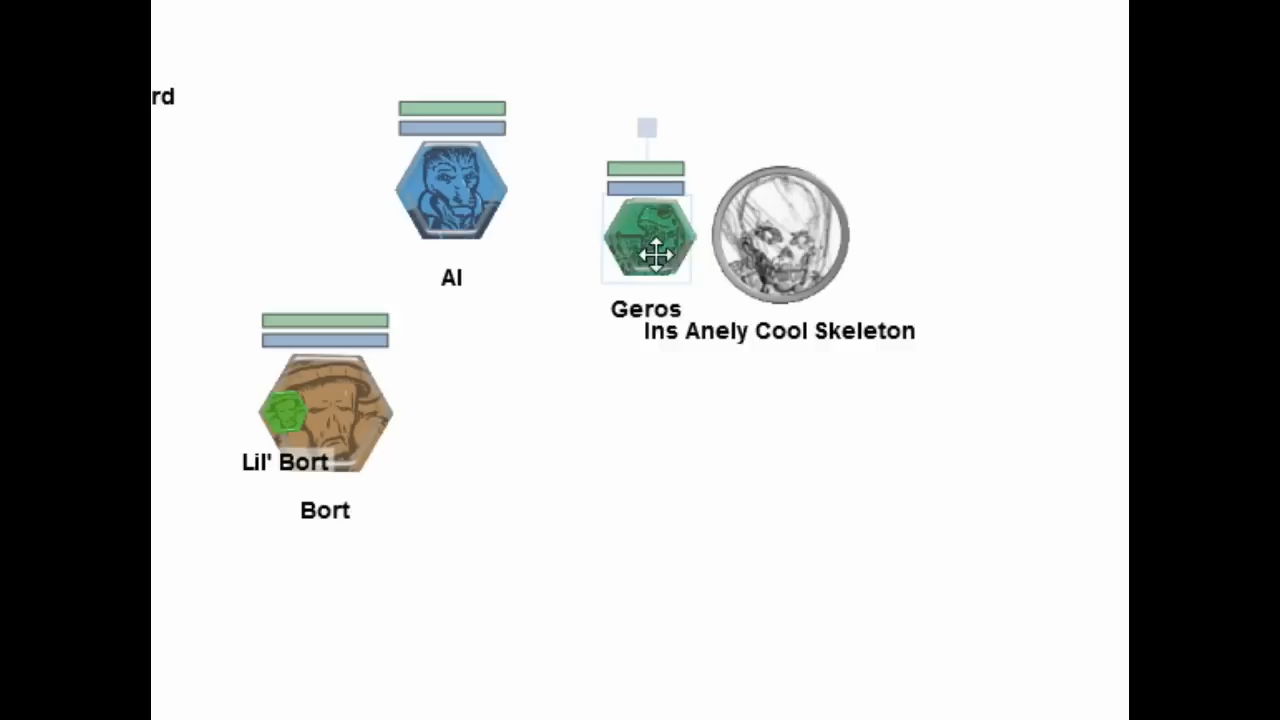 rd
Al
Geros
Ins Anely Cool Skeleton
Lil' Bort
Bort